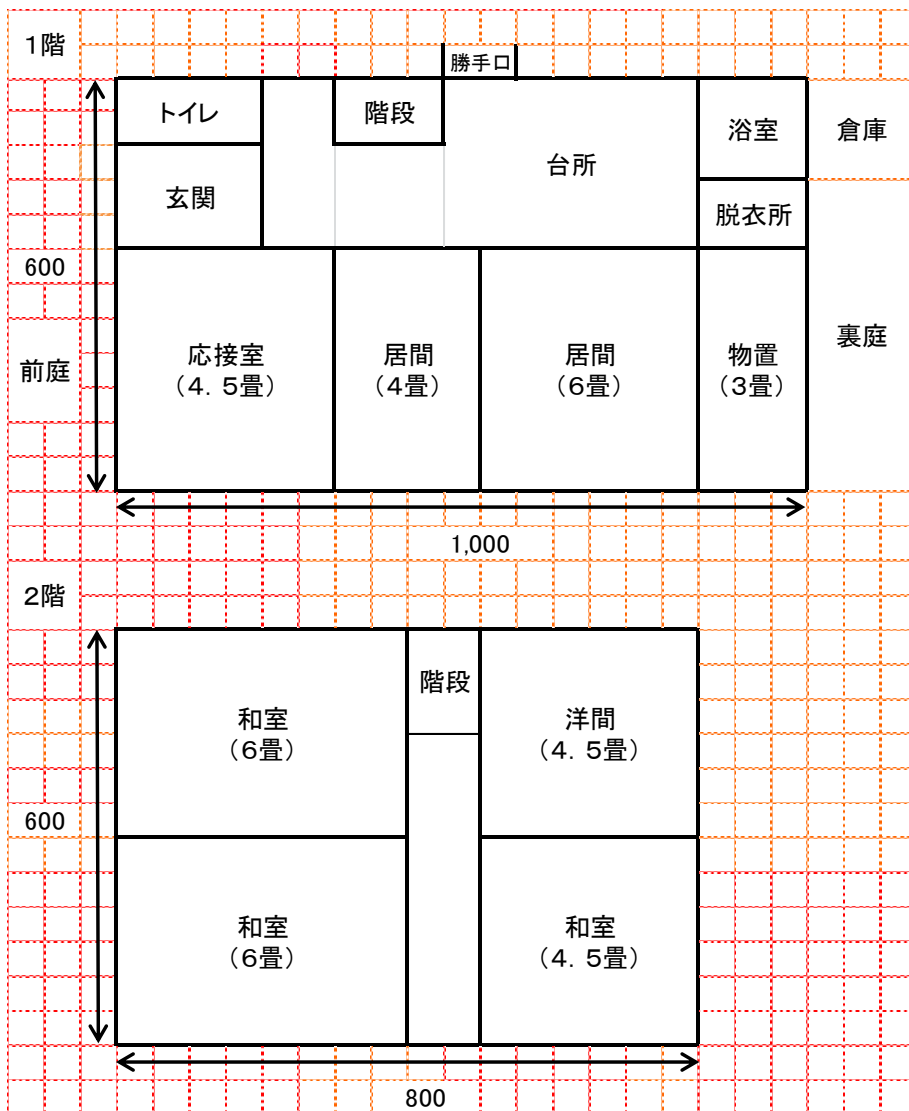 1階
勝手口
トイレ
階段
浴室
倉庫
台所
玄関
脱衣所
600
前庭
応接室
(4.5畳)
居間
(4畳)
居間
(6畳)
物置
(3畳)
裏庭
1,000
2階
階段
和室
(6畳)
洋間
(4.5畳)
600
和室
(6畳)
和室
(4.5畳)
800